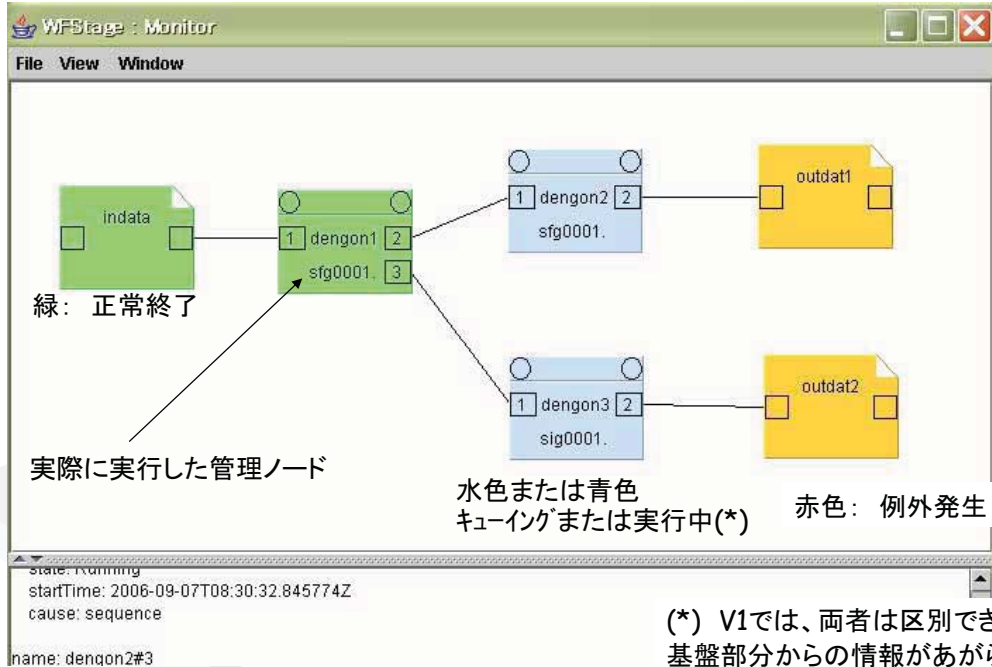 WFStage : Monitor
File View Window
indata
1 dengon1 2
sfg0001. 3
1 dengon2 2
sfg0001.
outdat1
緑： 正常終了
1 dengon3 2
sig0001.
outdat2
実際に実行した管理ノード
水色または青色
ｷｭｰｲﾝｸﾞまたは実行中(*)
赤色： 例外発生
state: Running
startTime: 2006-09-07T08:30:32.845774Z
cause: sequence
(*) V1では、両者は区別でき
name: dengon2#3
基盤部分からの情報があが